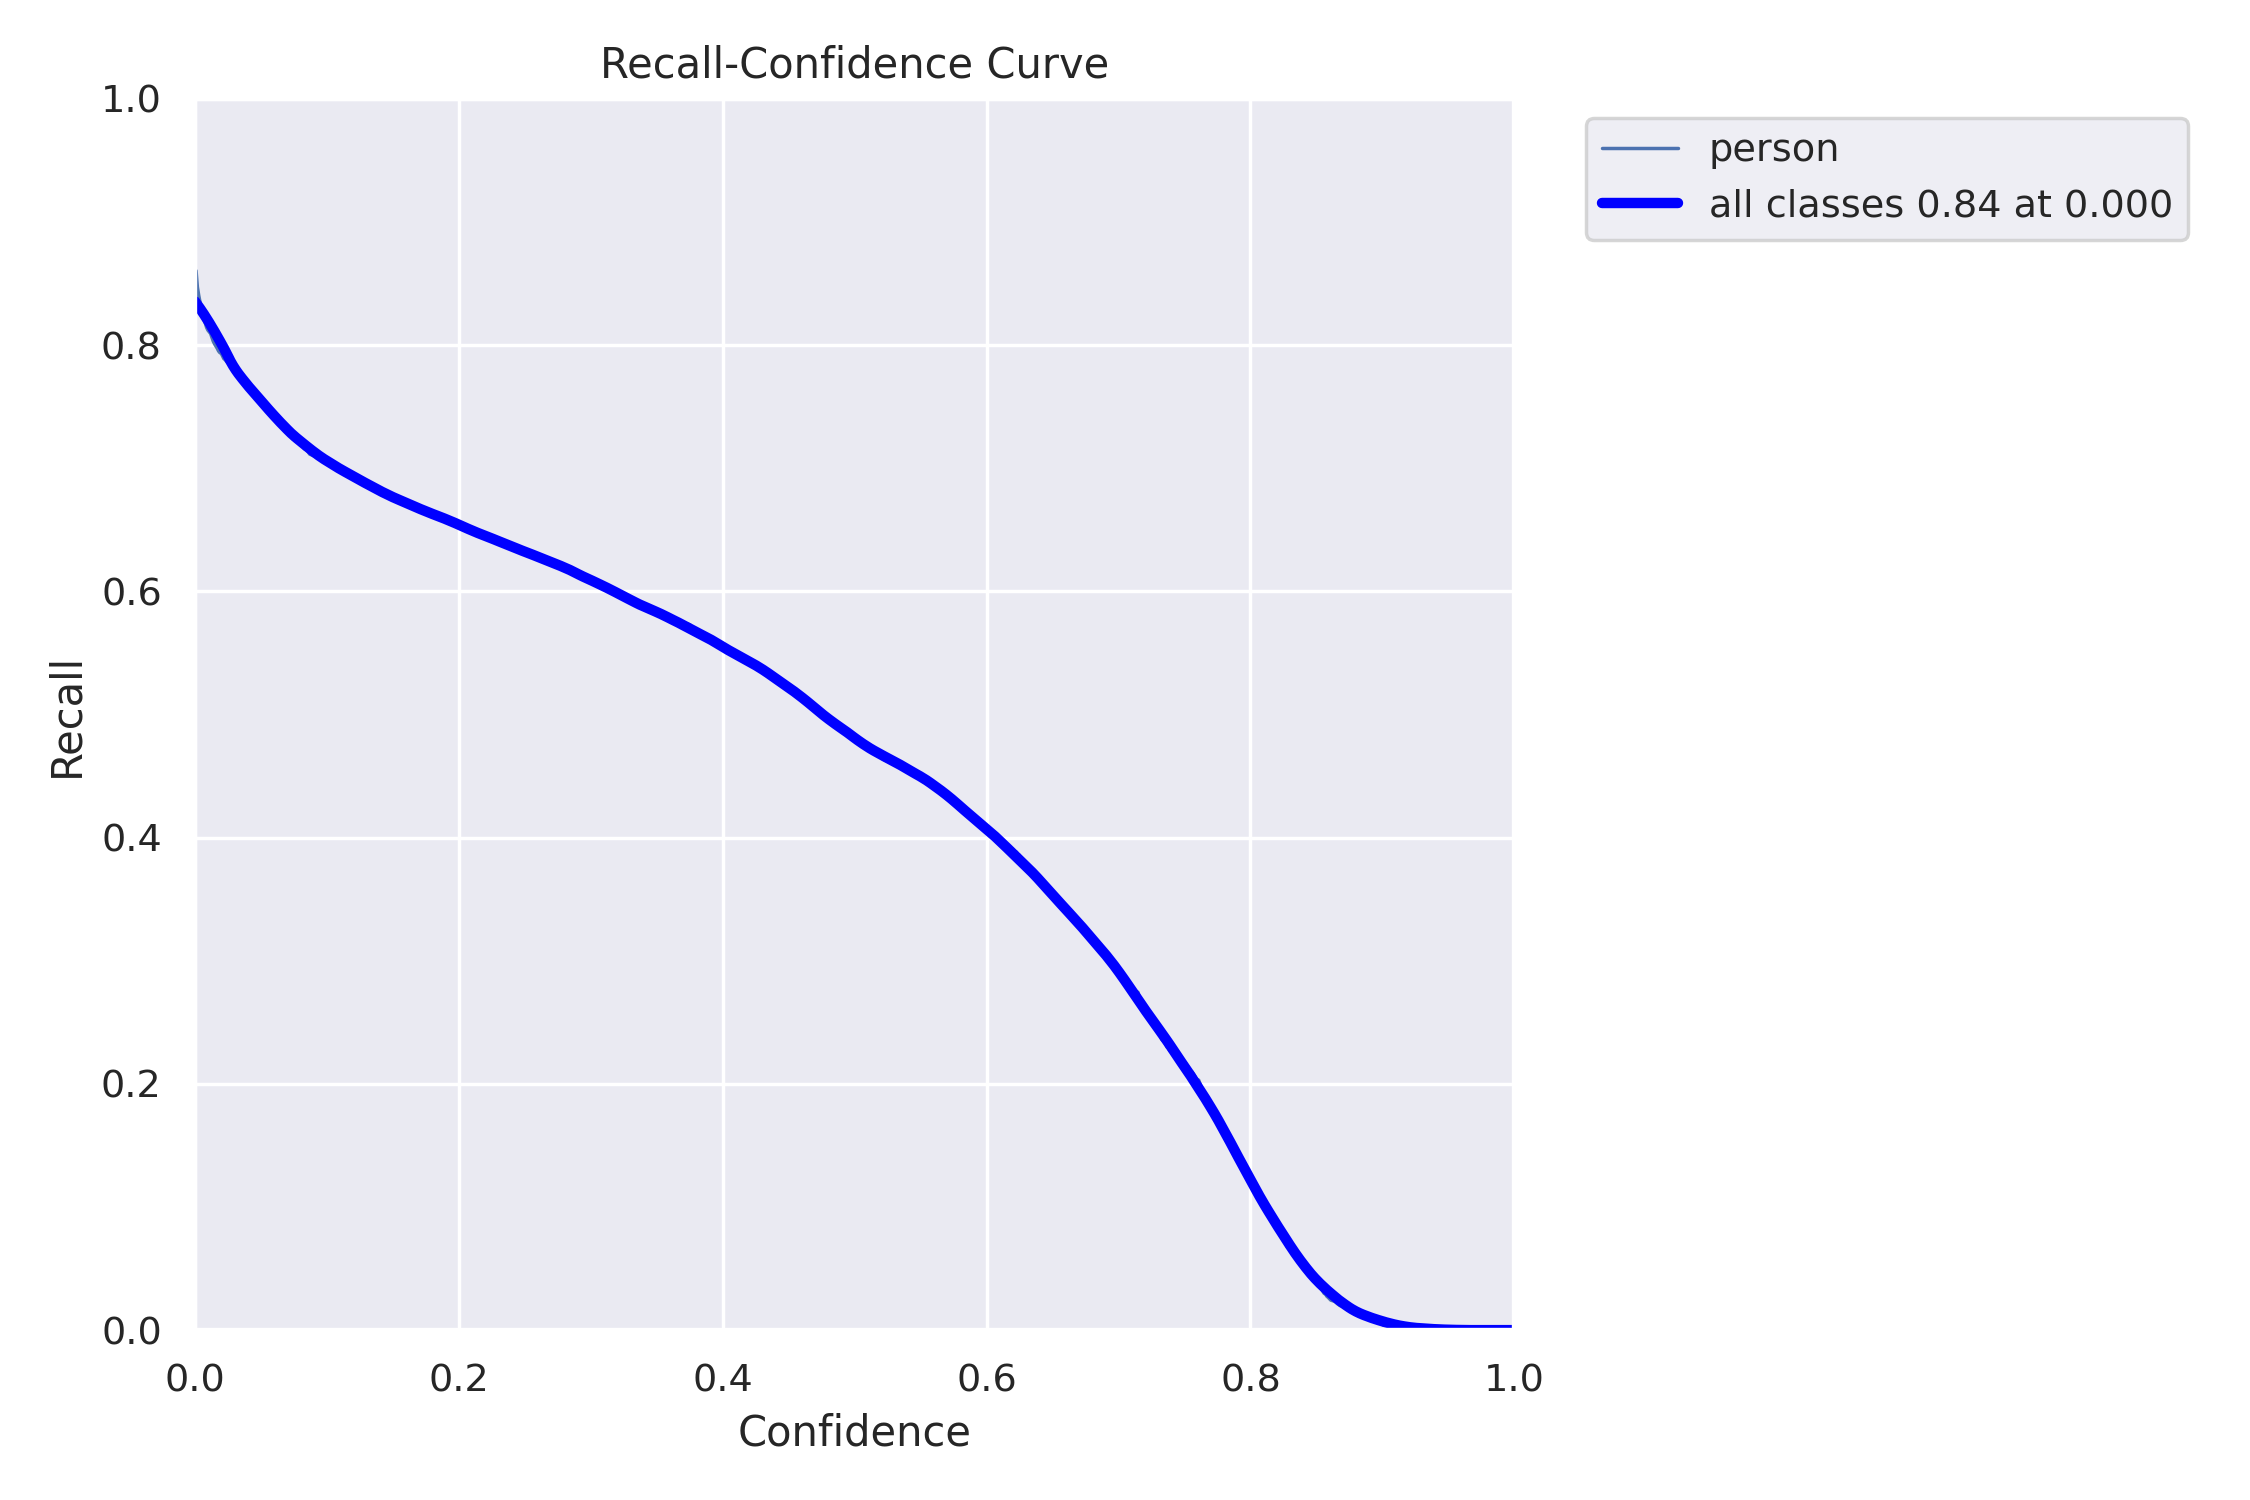 Recall-Confidence Curve
1.0
0.8
0.6
0.4
0.2
0.0
Recall
0.0 0.2 0.4 0.6 0.8 1.0
Confidence
person
all classes 0.84 at 0.000